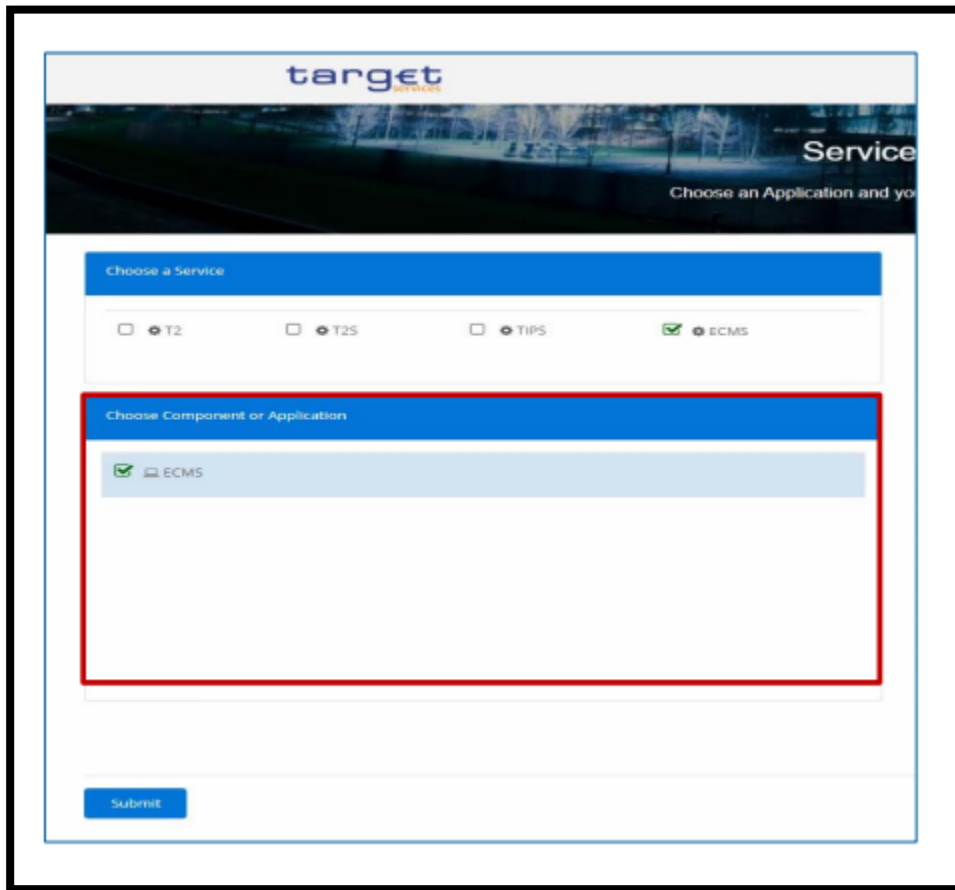 target
services
Service
Choose an Application and yo
Choose a Service
T2 T2S TIPS ECMS
Choose Component or Application
ECMS
Submit